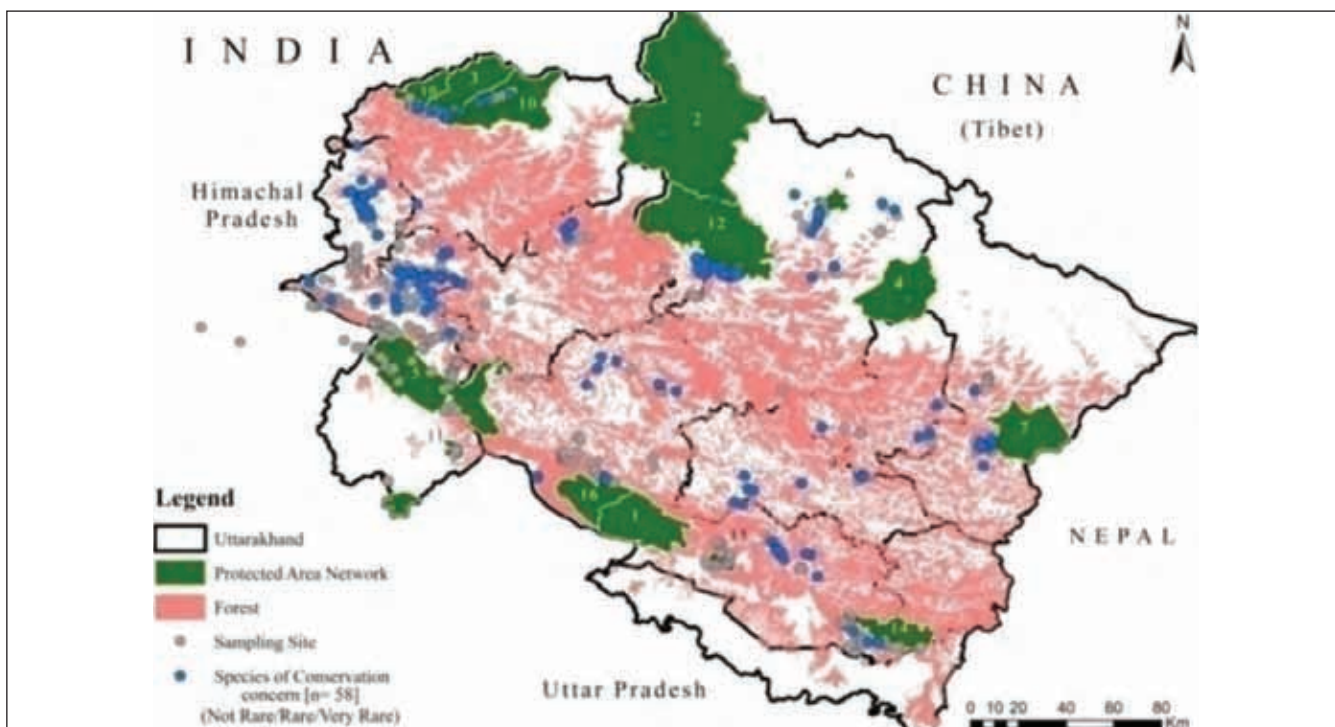 INDIA
N
CHINA
(Tibet)
2
10
6
Himachal
Pradesh
12
4
7
11
16
1
NEPAL
Uttar Pradesh
Legend
Uttarakhand
Protected Area Network
Forest
Sampling Site
Species of Conservation
concern [n= 58]
(Not Rare/Rare/Very Rare)
0 10 20 40 60 80
Km